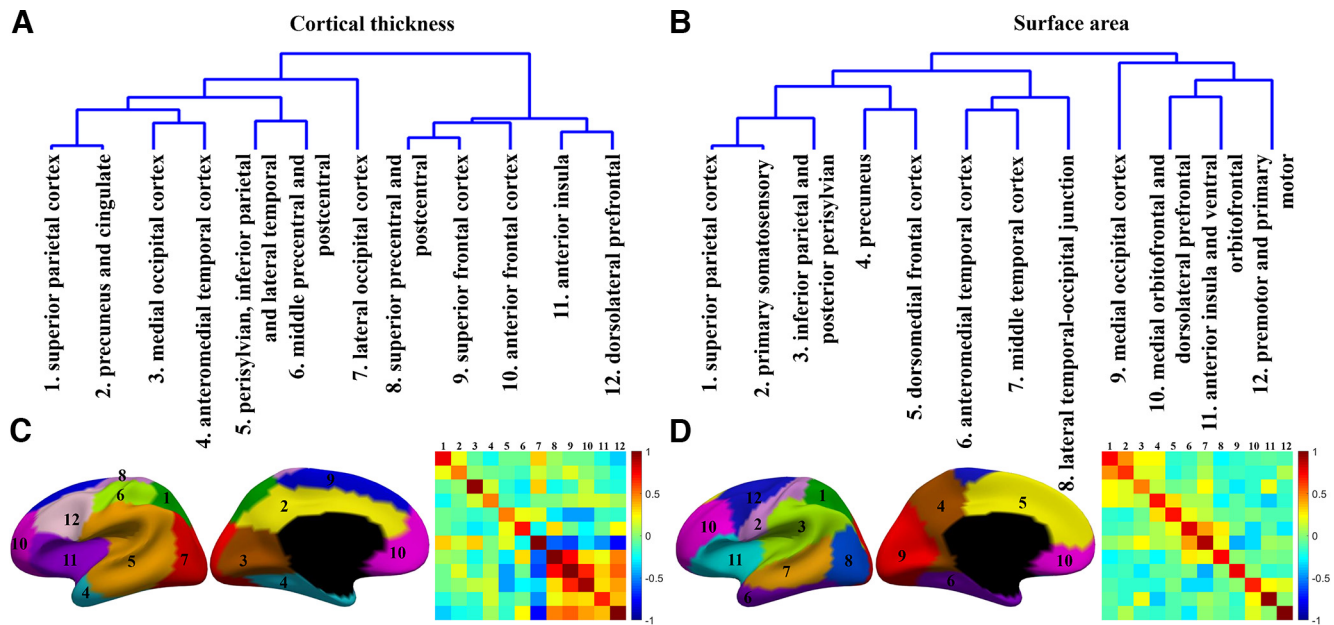 A
Cortical thickness
1. superior parietal cortex
2. precuneus and cingulate
3. medial occipital cortex
4. anteromedial temporal cortex
5. perisylvian, inferior parietal
and lateral temporal
6. middle precentral and
postcentral
7. lateral occipital cortex
8. superior precentral and
postcentral
9. superior frontal cortex
10. anterior frontal cortex
11. anterior insula
12. dorsolateral prefrontal
B
Surface area
1. superior parietal cortex
2. primary somatosensory
3. inferior parietal and
posterior perisylvian
4. precuneus
5. dorsomedial frontal cortex
6. anteromedial temporal cortex
7. middle temporal cortex
8. lateral temporal-occipital junction
9. medial occipital cortex
10. medial orbitofrontal and
dorsolateral prefrontal
11. anterior insula and ventral
orbitofrontal
12. premotor and primary
motor
C
8
6
1
12
10
11
5
7
4
9
2
10
3
4
1 2 3 4 5 6 7 8 9 10 11 12
1
0.5
0
-0.5
-1
D
12
1
10
2
3
11
7
8
6
4
5
9
10
6
1 2 3 4 5 6 7 8 9 10 11 12
1
0.5
0
-0.5
-1